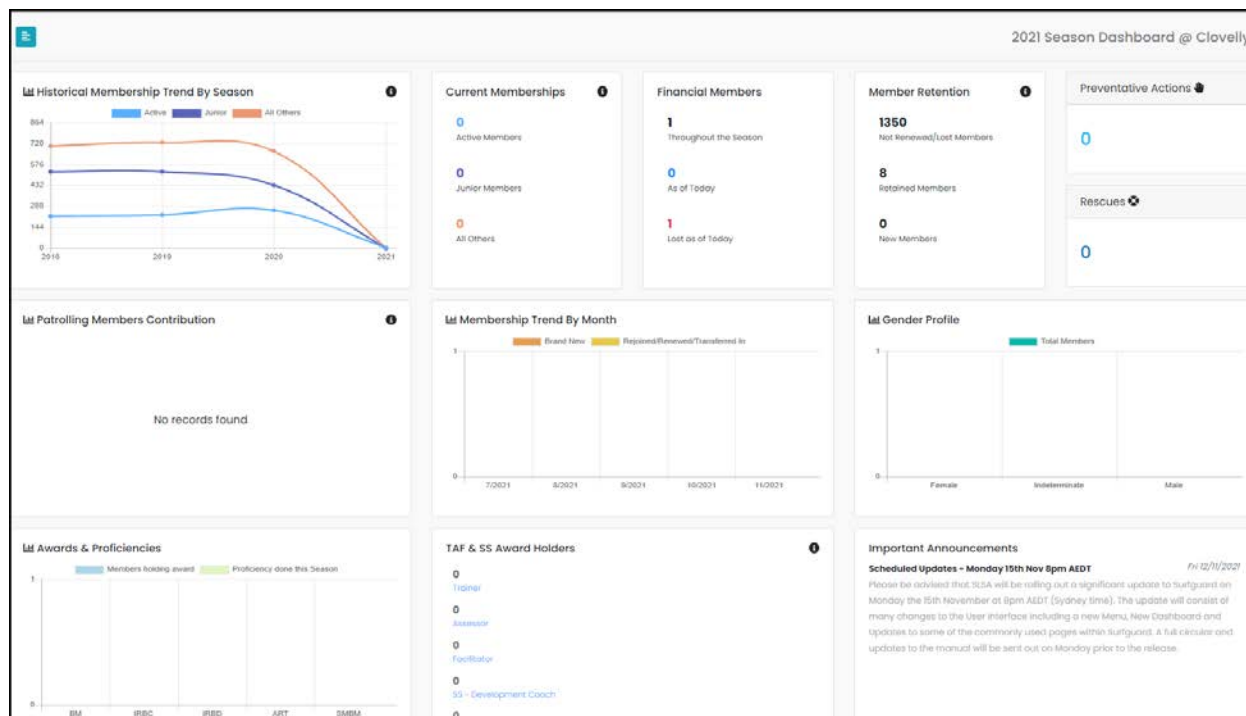 2021 Season Dashboard @ Clovelly
Historical Membership Trend By Season
Active Junior All Others
864
720
576
432
288
144
0
2018 2019 2020 2021
Current Memberships
0
Active Members
0
Junior Members
0
All Others
Financial Members
1
Throughout the Season
0
As of Today
1
Lost as of Today
Member Retention
1350
Not Renewed/Lost Members
8
Retained Members
0
New Members
Preventative Actions
0
Rescues
0
Patrolling Members Contribution
No records found
Membership Trend By Month
Brand New Rejoined/Renewed/Transferred In
1
0
7/2021 8/2021 9/2021 10/2021 11/2021
Gender Profile
Total Members
1
0
Female Indeterminate Male
Awards & Proficiencies
Members holding award Proficiency done this Season
1
0
BM IRBC IRBD ART SMBM
TAF & SS Award Holders
0
Trainer
0
Assessor
0
Facilitator
0
SS - Development Coach
0
Important Announcements
Scheduled Updates - Monday 15th Nov 8pm AEDT Fri 12/11/2021
Please be advised that SLSA will be rolling out a significant update to Surfguard on
Monday the 15th November at 8pm AEDT (Sydney time). The update will consist of
many changes to the User Interface including a new Menu, New Dashboard and
Updates to some of the commonly used pages within Surfguard. A full circular and
updates to the manual will be sent out on Monday prior to the release.